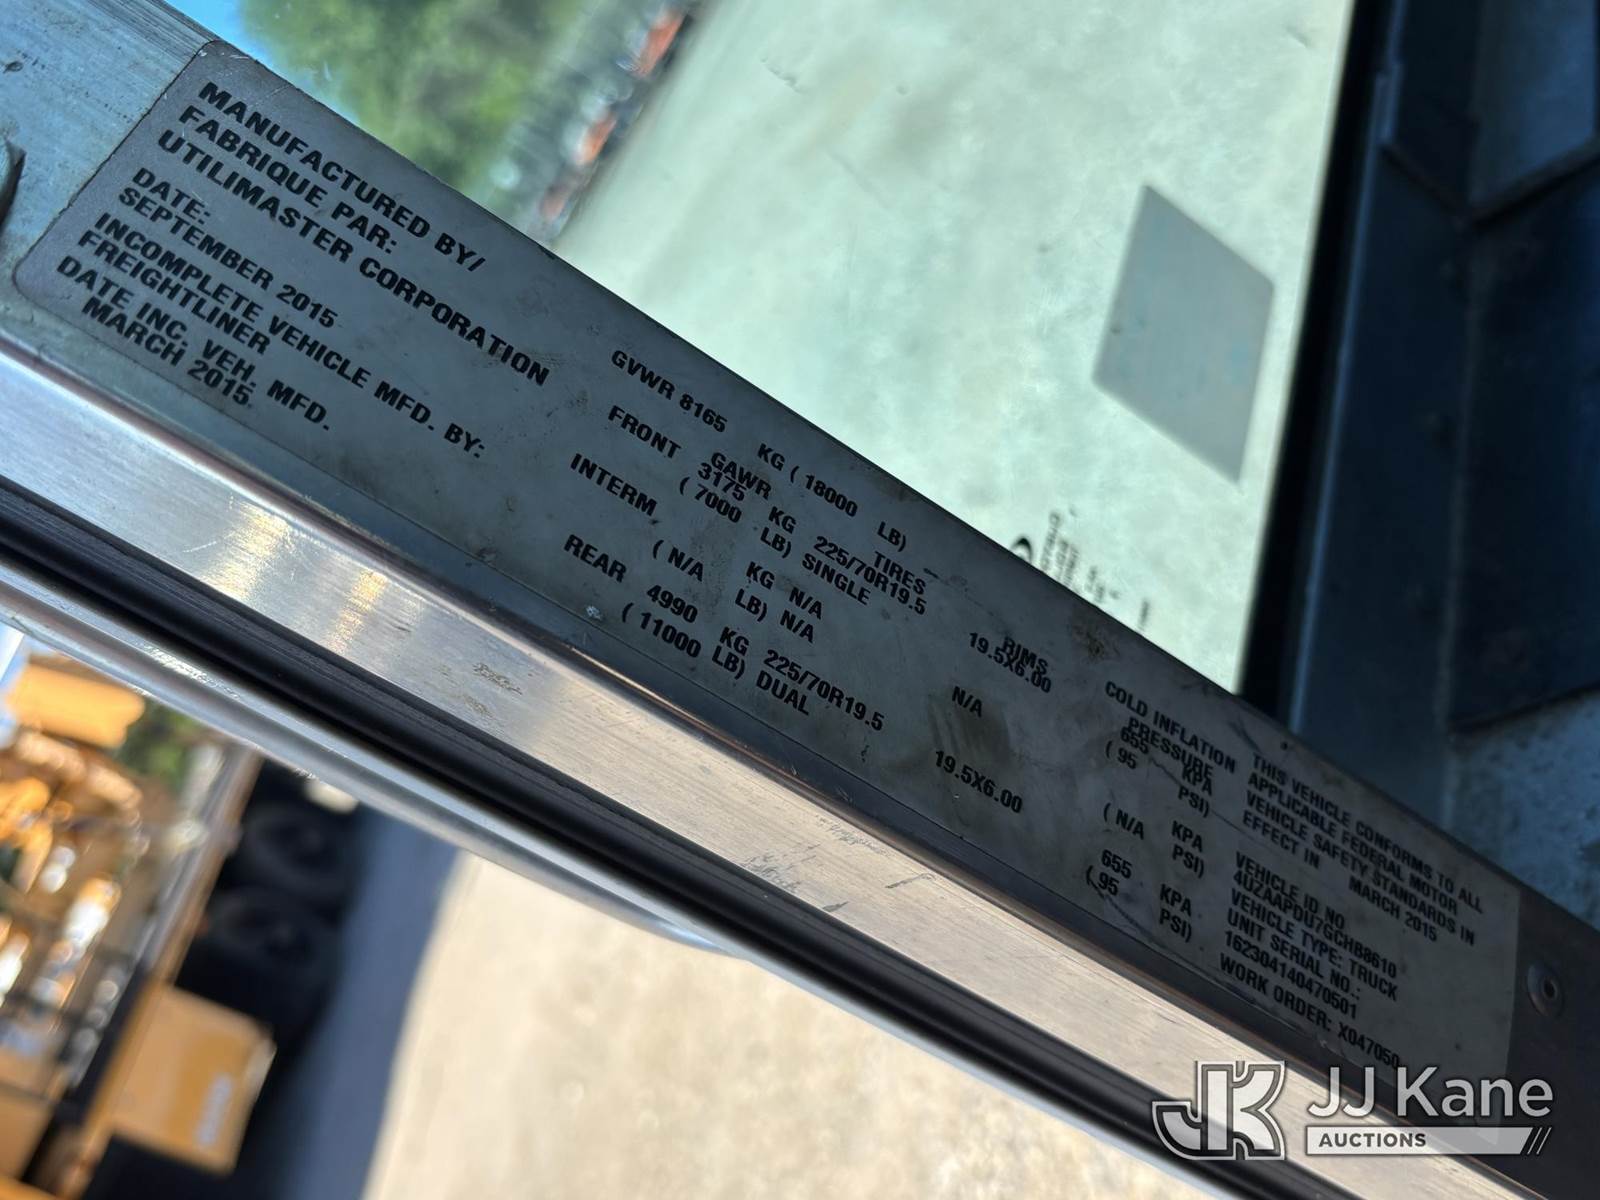 MANUFACTURED BY/
FABRIQUE PAR:
UTILIMASTER CORPORATION
DATE:
SEPTEMBER 2015
INCOMPLETE VEHICLE MFD. BY:
FREIGHTLINER
DATE INC. VEH. MFD.
MARCH 2015
GVWR 8165 KG ( 18000 LB)
GAWR TIRES RIMS COLD INFLATION PRESSURE
FRONT 3175 KG 225/70R19.5 19.5X6.00 655 KPA
( 7000 LB) SINGLE ( 95 PSI)
INTERM KG N/A N/A KPA
( N/A LB) N/A ( N/A PSI)
REAR 4990 KG 225/70R19.5 19.5X6.00 655 KPA
( 11000 LB) DUAL ( 95 PSI)
THIS VEHICLE CONFORMS TO ALL
APPLICABLE FEDERAL MOTOR
VEHICLE SAFETY STANDARDS IN
EFFECT IN MARCH 2015
VEHICLE ID NO.
4UZAAPDU7GCHB8610
VEHICLE TYPE: TRUCK
UNIT SERIAL NO.:
16230414047050​1
WORK ORDER: X047050
JK JJ Kane
AUCTIONS